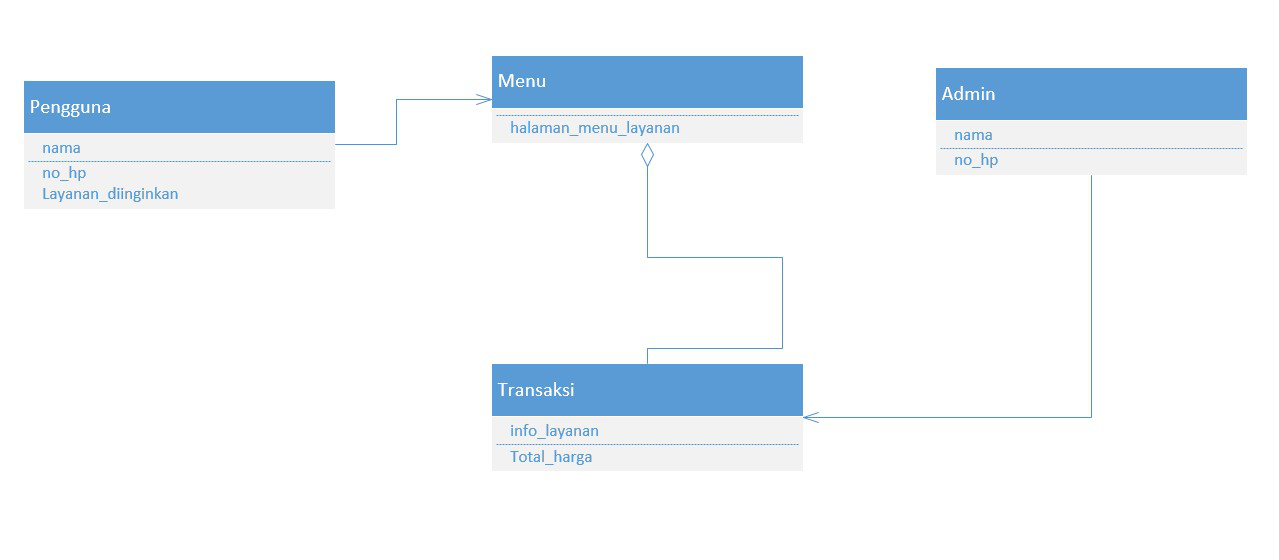 Pengguna
nama
no_hp
Layanan_diinginkan
Menu
halaman_menu_layanan
Admin
nama
no_hp
Transaksi
info_layanan
Total_harga